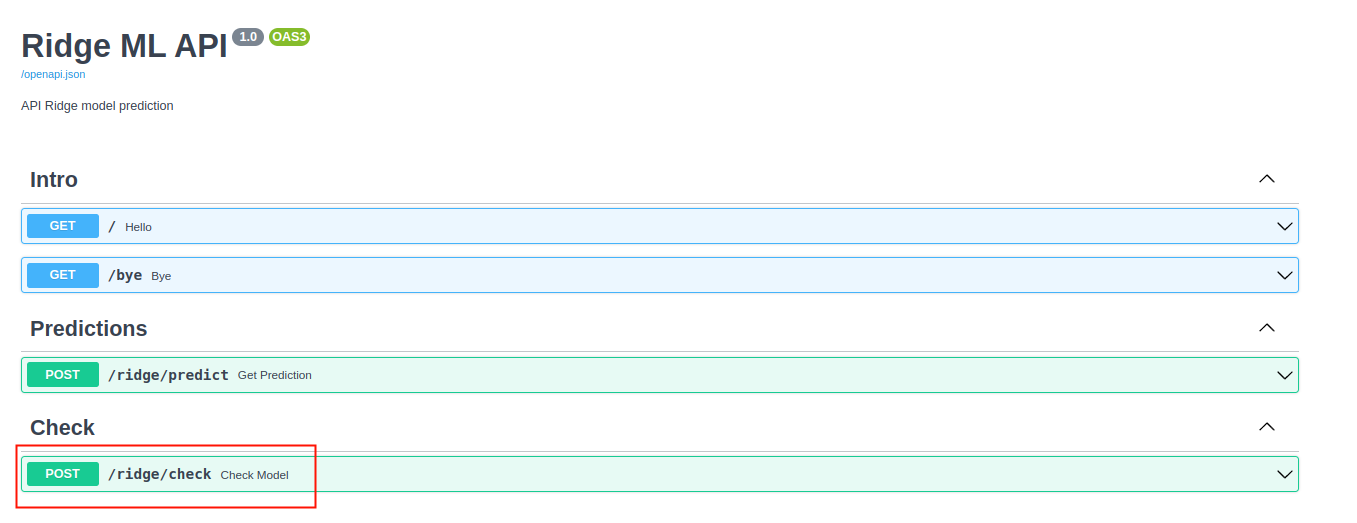 Ridge ML API 1.0 OAS3
/openapi.json
API Ridge model prediction
Intro
GET / Hello
GET /bye Bye
Predictions
POST /ridge/predict Get Prediction
Check
POST /ridge/check Check Model